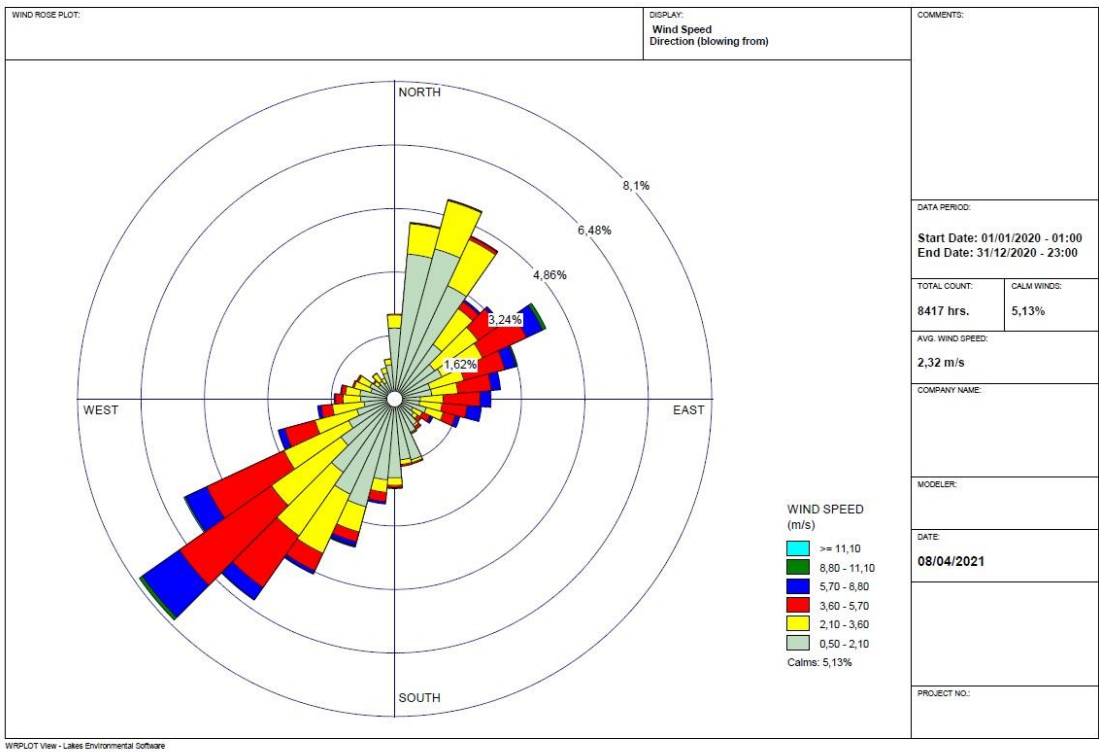 WIND ROSE PLOT:
DISPLAY:
Wind Speed
Direction (blowing from)
COMMENTS:
NORTH
8,1%
6,48%
4,86%
3,24%
1,62%
WEST
EAST
SOUTH
WIND SPEED
(m/s)
>= 11,10
8,80 - 11,10
5,70 - 8,80
3,60 - 5,70
2,10 - 3,60
0,50 - 2,10
Calms: 5,13%
DATA PERIOD:
Start Date: 01/01/2020 - 01:00
End Date: 31/12/2020 - 23:00
TOTAL COUNT:
8417 hrs.
CALM WINDS:
5,13%
AVG. WIND SPEED:
2,32 m/s
COMPANY NAME:
MODELER:
DATE:
08/04/2021
PROJECT NO.:
WRPLOT View - Lakes Environmental Software